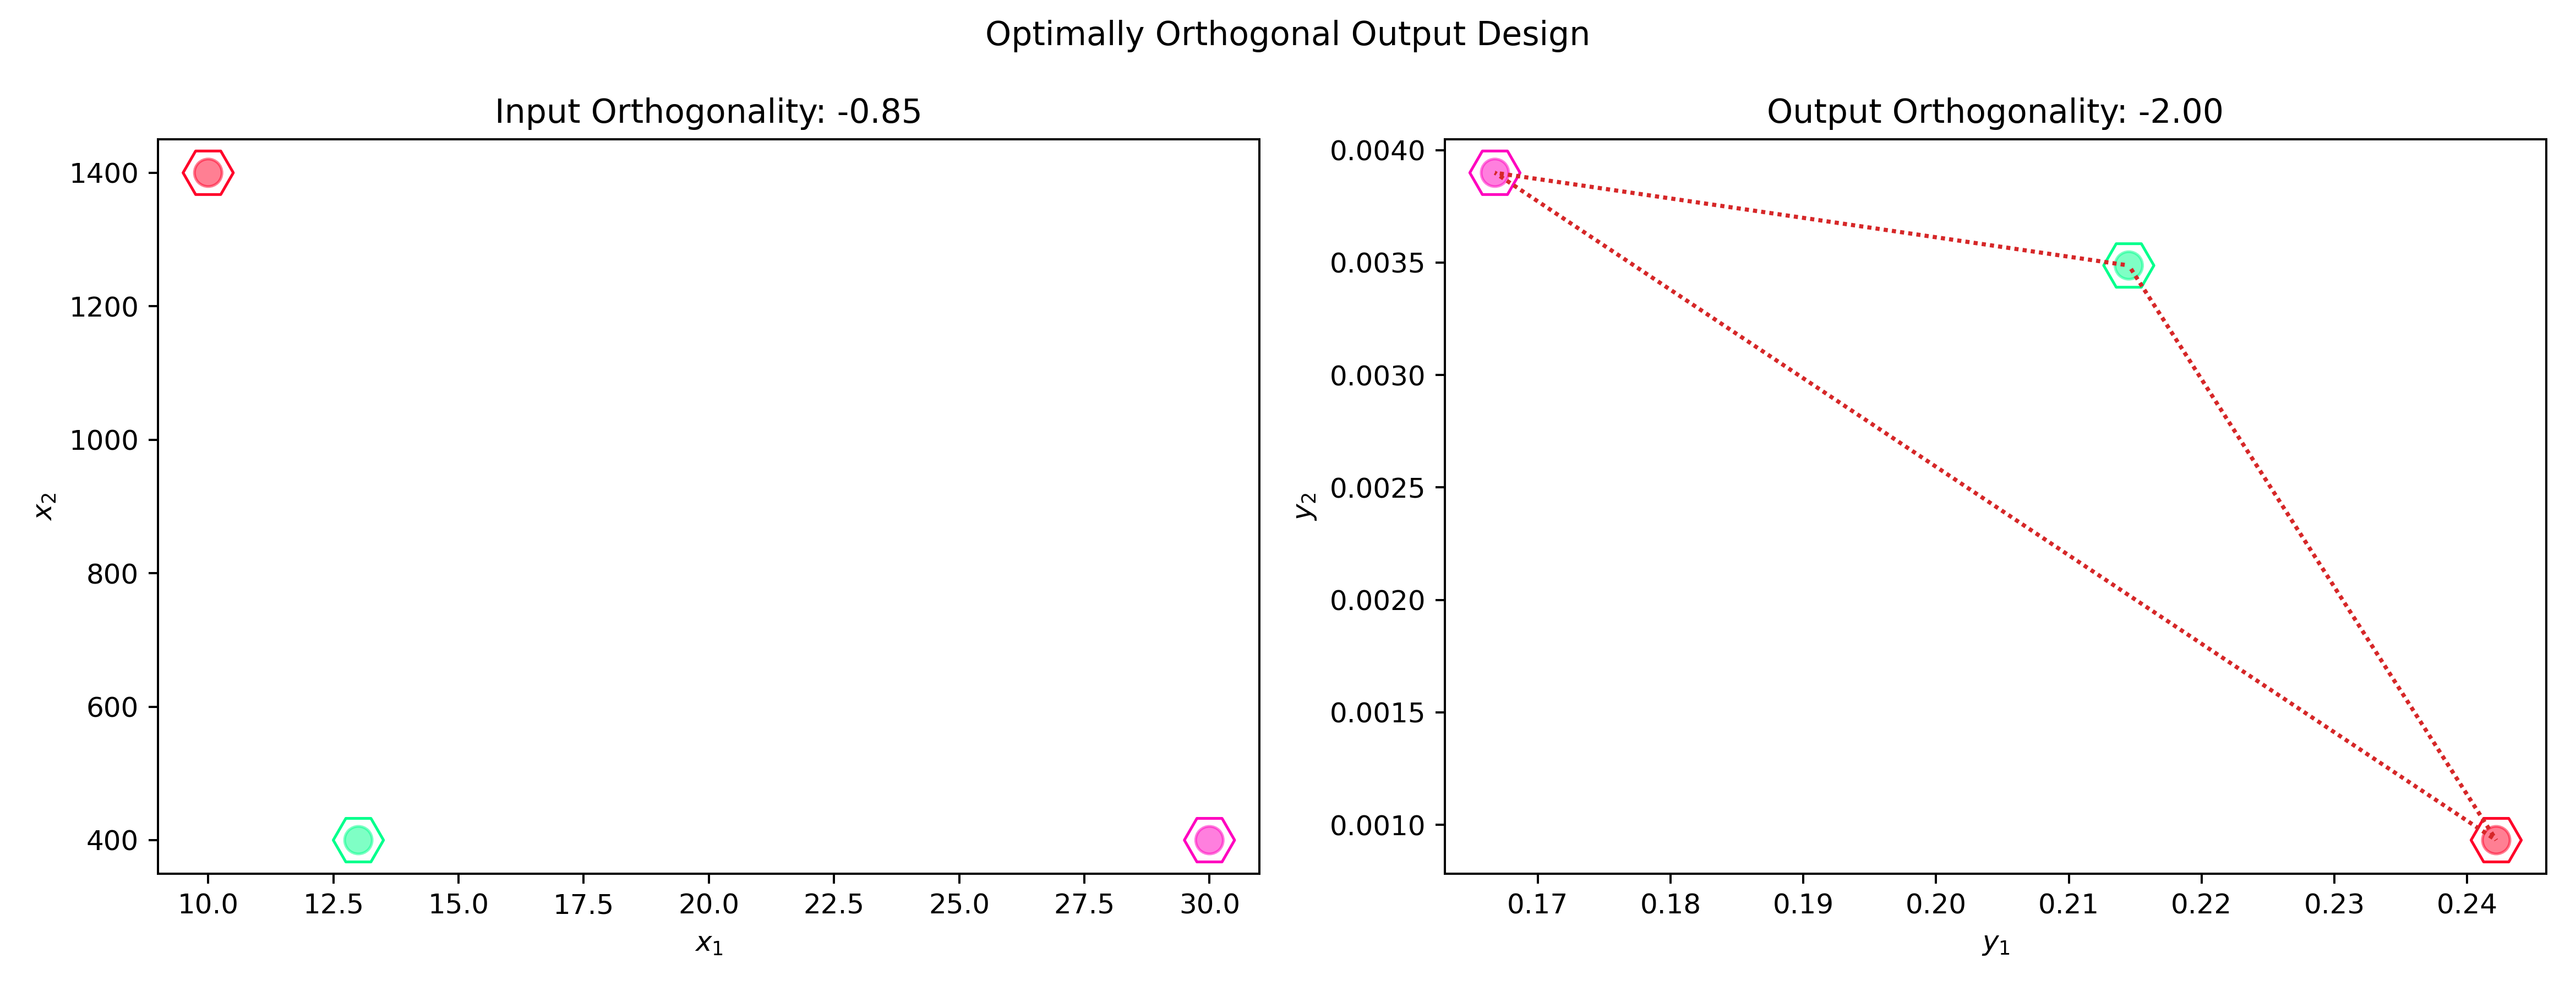 Optimally Orthogonal Output Design
Input Orthogonality: -0.85
1400
1200
1000
800
600
400
x₂
10.0 12.5 15.0 17.5 20.0 22.5 25.0 27.5 30.0
x₁
Output Orthogonality: -2.00
0.0040
0.0035
0.0030
0.0025
0.0020
0.0015
0.0010
y₂
0.17 0.18 0.19 0.20 0.21 0.22 0.23 0.24
y₁